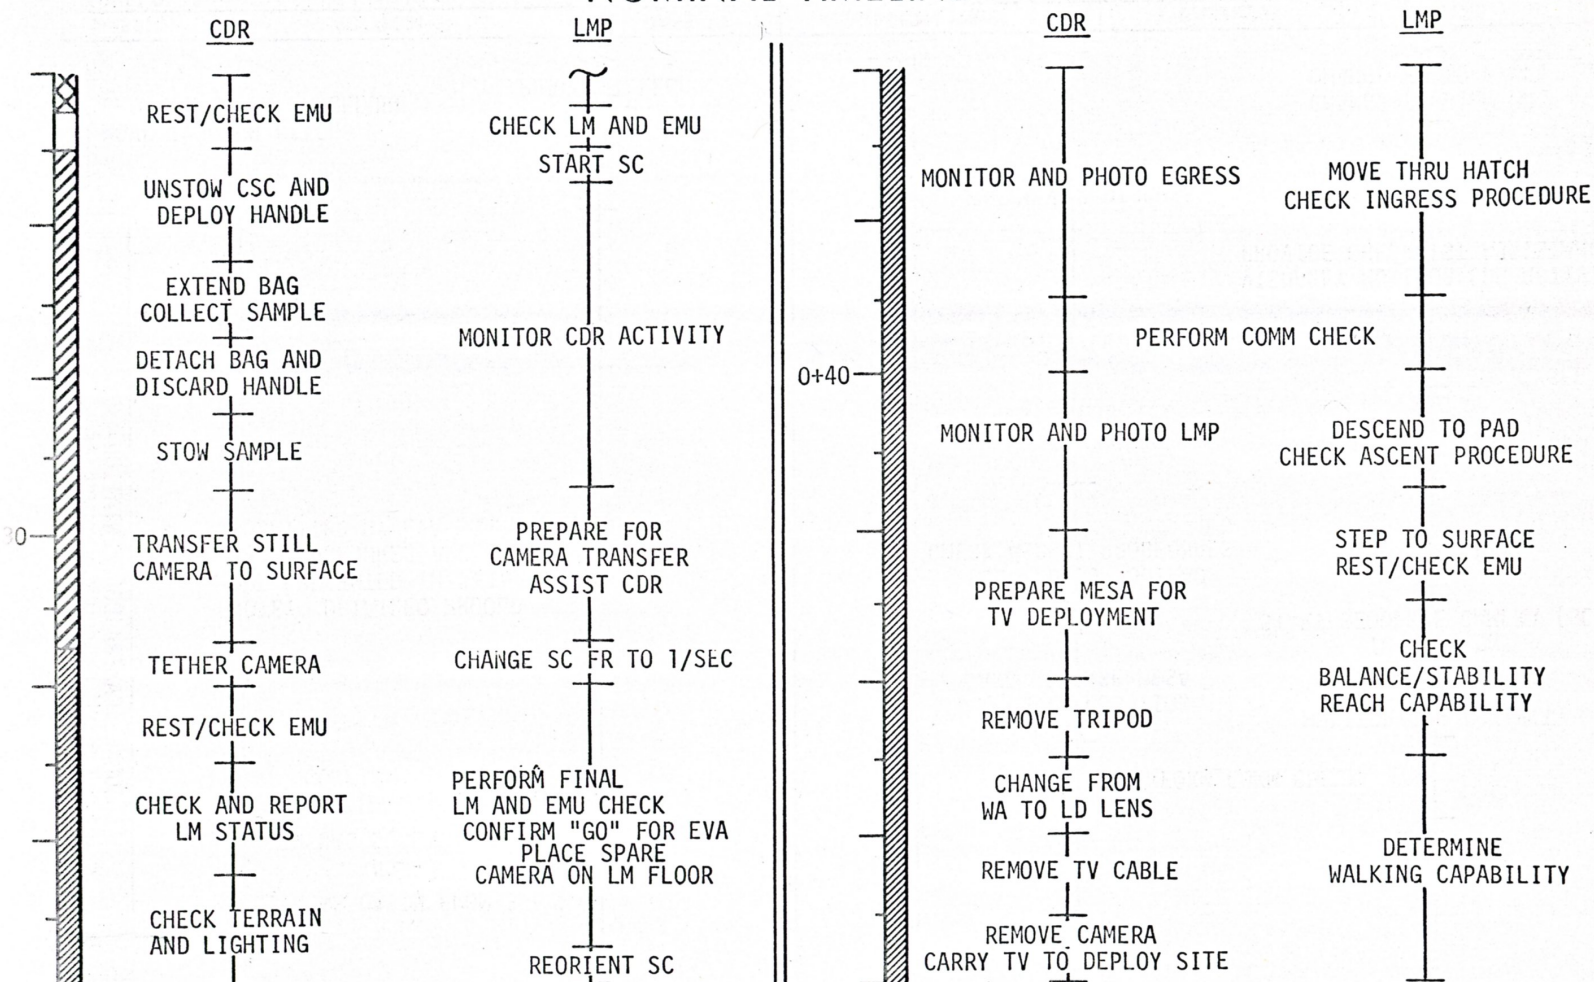 CDR
LMP
REST/CHECK EMU
CHECK LM AND EMU
START SC
UNSTOW CSC AND
DEPLOY HANDLE
EXTEND BAG
COLLECT SAMPLE
MONITOR CDR ACTIVITY
DETACH BAG AND
DISCARD HANDLE
STOW SAMPLE
30
TRANSFER STILL
CAMERA TO SURFACE
PREPARE FOR
CAMERA TRANSFER
ASSIST CDR
TETHER CAMERA
CHANGE SC FR TO 1/SEC
REST/CHECK EMU
PERFORM FINAL
LM AND EMU CHECK
CONFIRM "GO" FOR EVA
PLACE SPARE
CAMERA ON LM FLOOR
CHECK AND REPORT
LM STATUS
CHECK TERRAIN
AND LIGHTING
REORIENT SC
CDR
LMP
MONITOR AND PHOTO EGRESS
MOVE THRU HATCH
CHECK INGRESS PROCEDURE
PERFORM COMM CHECK
0+40
MONITOR AND PHOTO LMP
DESCEND TO PAD
CHECK ASCENT PROCEDURE
STEP TO SURFACE
REST/CHECK EMU
PREPARE MESA FOR
TV DEPLOYMENT
CHECK
BALANCE/STABILITY
REACH CAPABILITY
REMOVE TRIPOD
CHANGE FROM
WA TO LD LENS
REMOVE TV CABLE
DETERMINE
WALKING CAPABILITY
REMOVE CAMERA
CARRY TV TO DEPLOY SITE